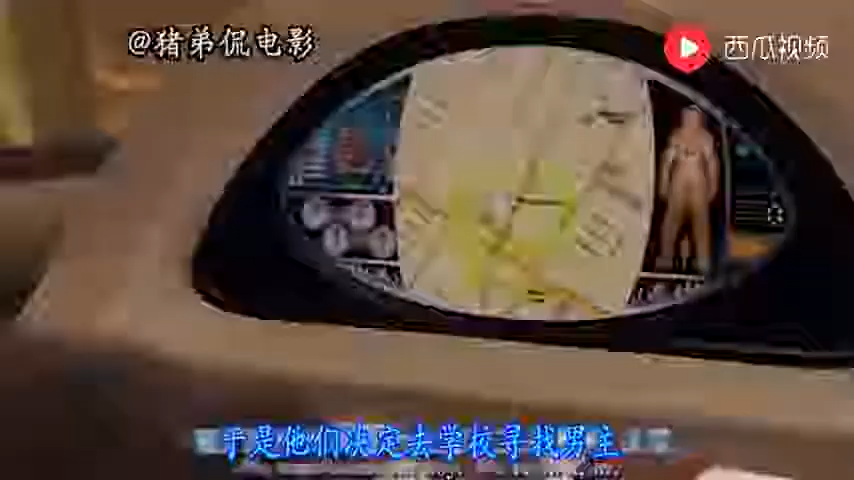 @猪弟侃电影
西瓜视频
于是他们决定去学校寻找男主